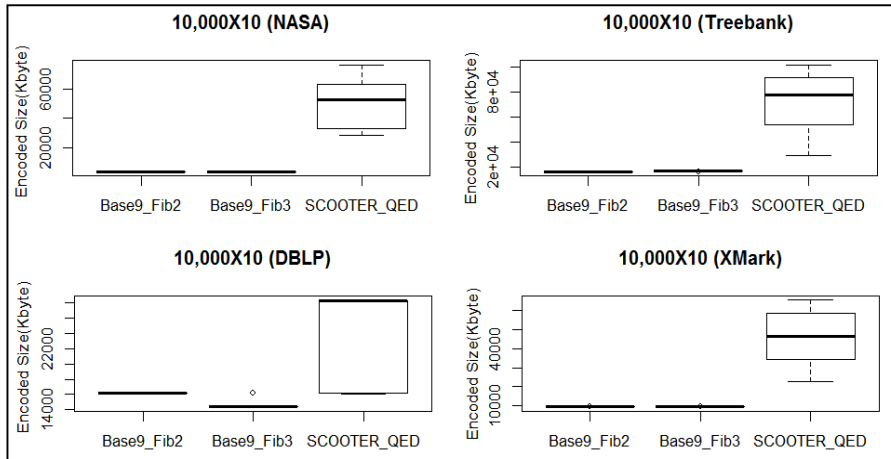 10,000X10 (NASA)
Encoded Size(Kbyte)
60000
20000
Base9_Fib2
Base9_Fib3
SCOOTER_QED
10,000X10 (Treebank)
Encoded Size(Kbyte)
8e+04
2e+04
Base9_Fib2
Base9_Fib3
SCOOTER_QED
10,000X10 (DBLP)
Encoded Size(Kbyte)
22000
14000
Base9_Fib2
Base9_Fib3
SCOOTER_QED
10,000X10 (XMark)
Encoded Size(Kbyte)
40000
10000
Base9_Fib2
Base9_Fib3
SCOOTER_QED